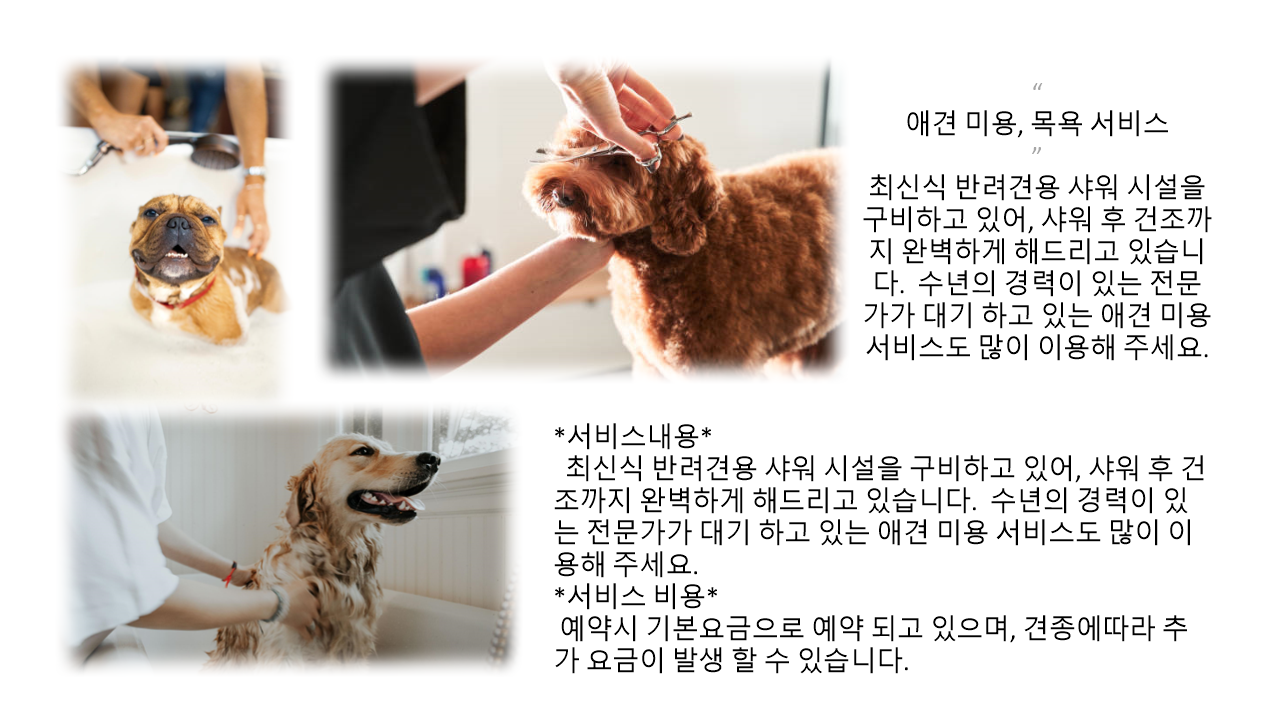 “
애견 미용, 목욕 서비스
”
최신식 반려견용 샤워 시설을
구비하고 있어, 샤워 후 건조까
지 완벽하게 해드리고 있습니
다.  수년의 경력이 있는 전문
가가 대기 하고 있는 애견 미용
서비스도 많이 이용해 주세요.
*서비스내용*
최신식 반려견용 샤워 시설을 구비하고 있어, 샤워 후 건
조까지 완벽하게 해드리고 있습니다.  수년의 경력이 있
는 전문가가 대기 하고 있는 애견 미용 서비스도 많이 이
용해 주세요.
*서비스 비용*
예약시 기본요금으로 예약 되고 있으며, 견종에따라 추
가 요금이 발생 할 수 있습니다.